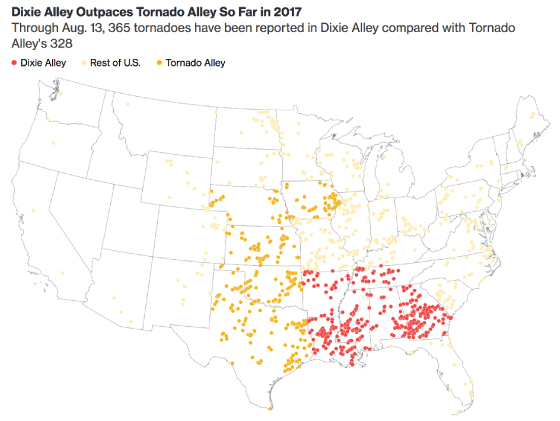 Dixie Alley Outpaces Tornado Alley So Far in 2017
Through Aug. 13, 365 tornadoes have been reported in Dixie Alley compared with Tornado
Alley's 328
Dixie Alley Rest of U.S. Tornado Alley